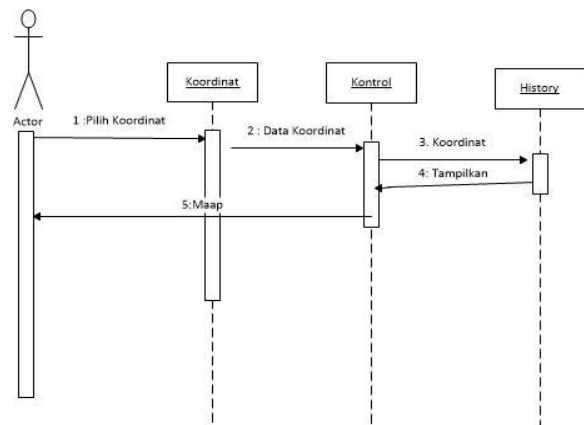 Koordinat
Kontrol
History
Actor
1 :Pilih Koordinat
2 : Data Koordinat
3. Koordinat
4: Tampilkan
5:Maap